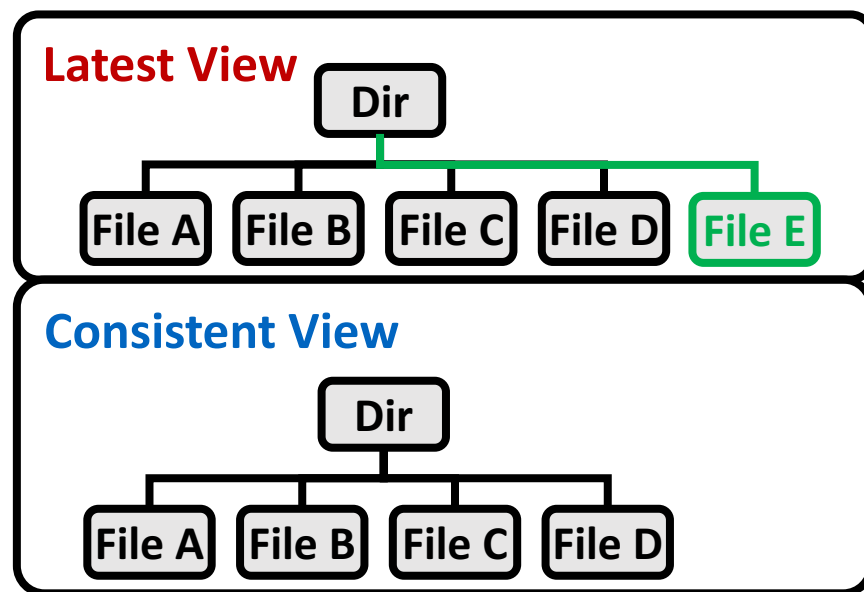 Latest View
Dir
File A File B File C File D File E
Consistent View
Dir
File A File B File C File D